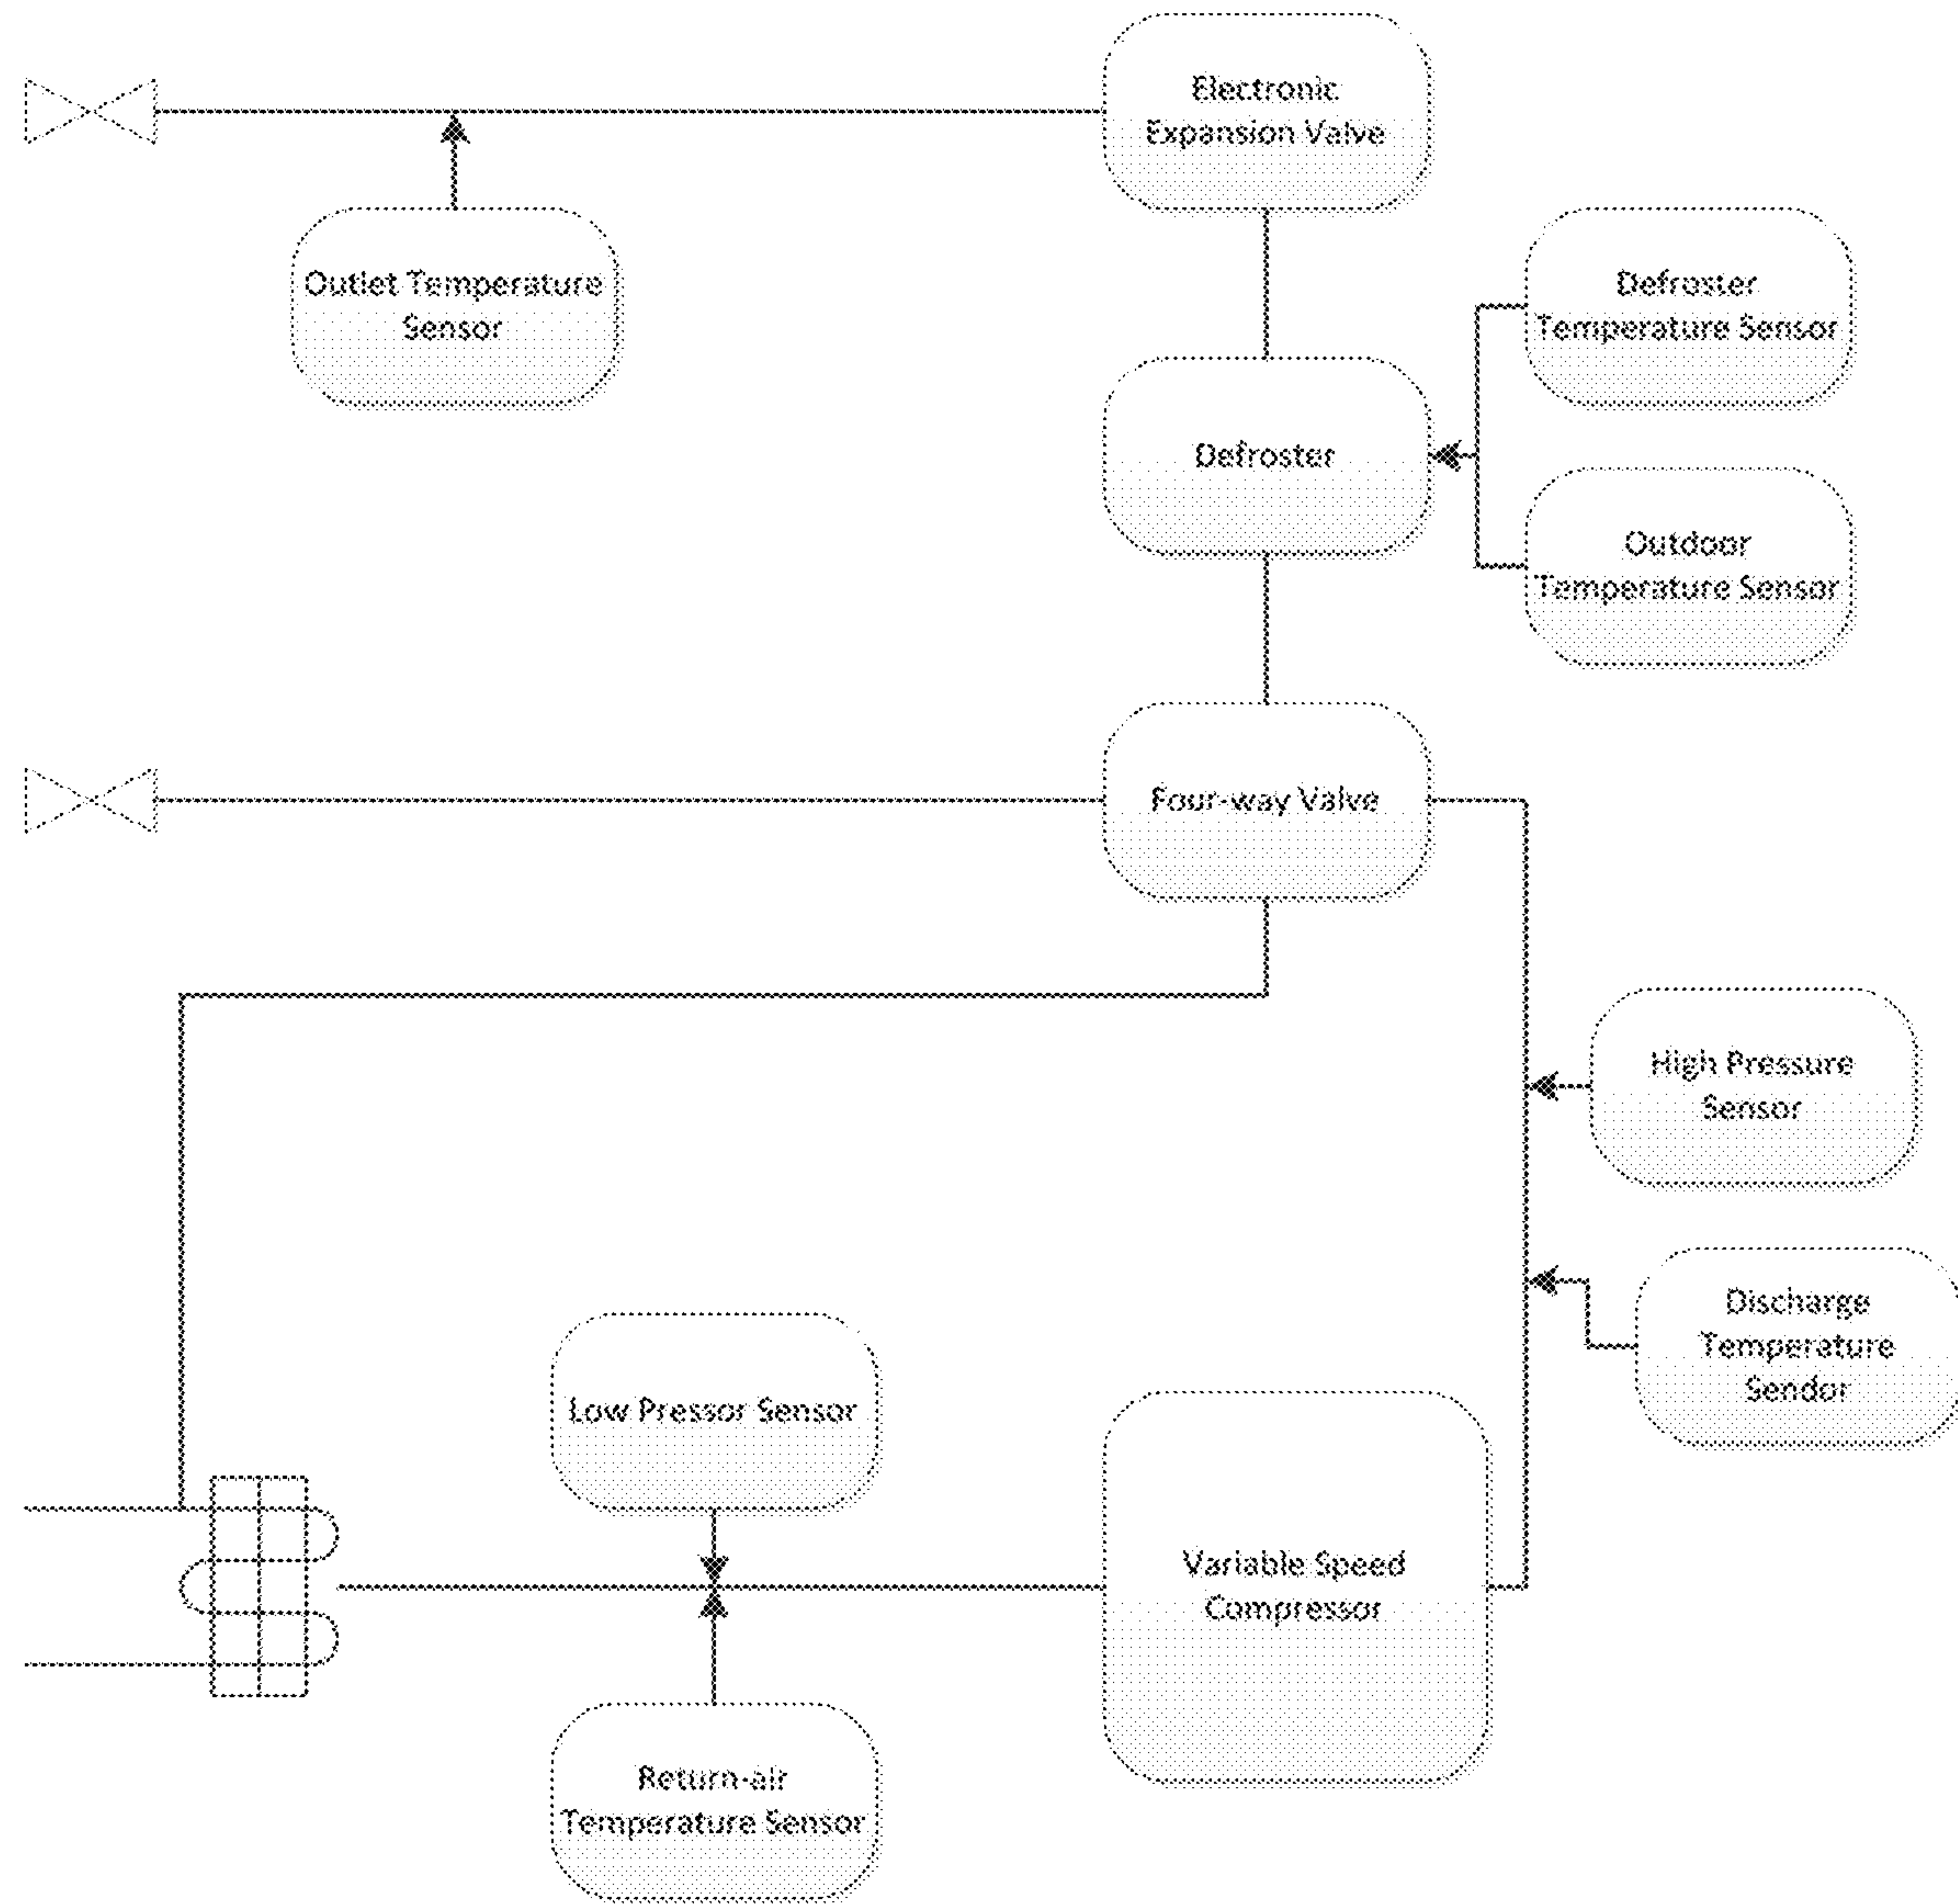 Electronic
Expansion Valve
Outlet Temperature
Sensor
Defroster
Temperature Sensor
Defroster
Outdoor
Temperature Sensor
Four-way Valve
High Pressure
Sensor
Discharge
Temperature
Sendor
Low Pressor Sensor
Variable Speed
Compressor
Return-air
Temperature Sensor